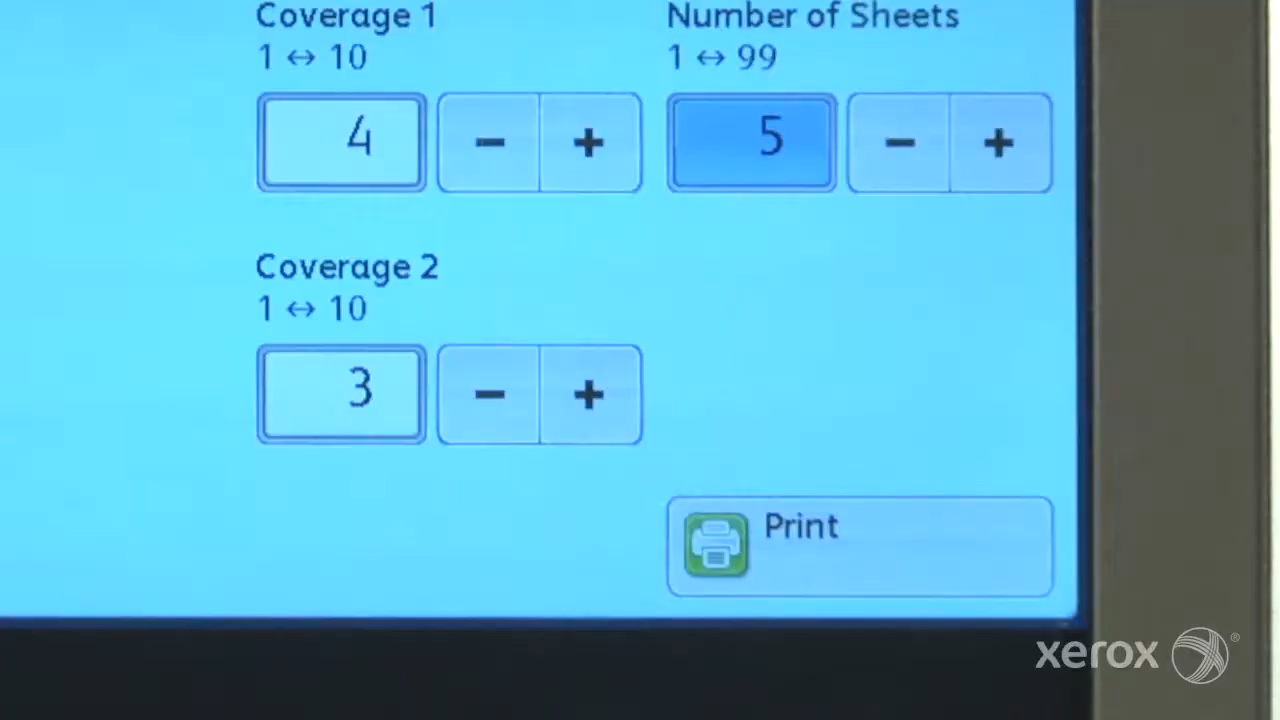 Coverage 1
1 ↔ 10
4
− +
Number of Sheets
1 ↔ 99
5
− +
Coverage 2
1 ↔ 10
3
− +
Print
xerox ®